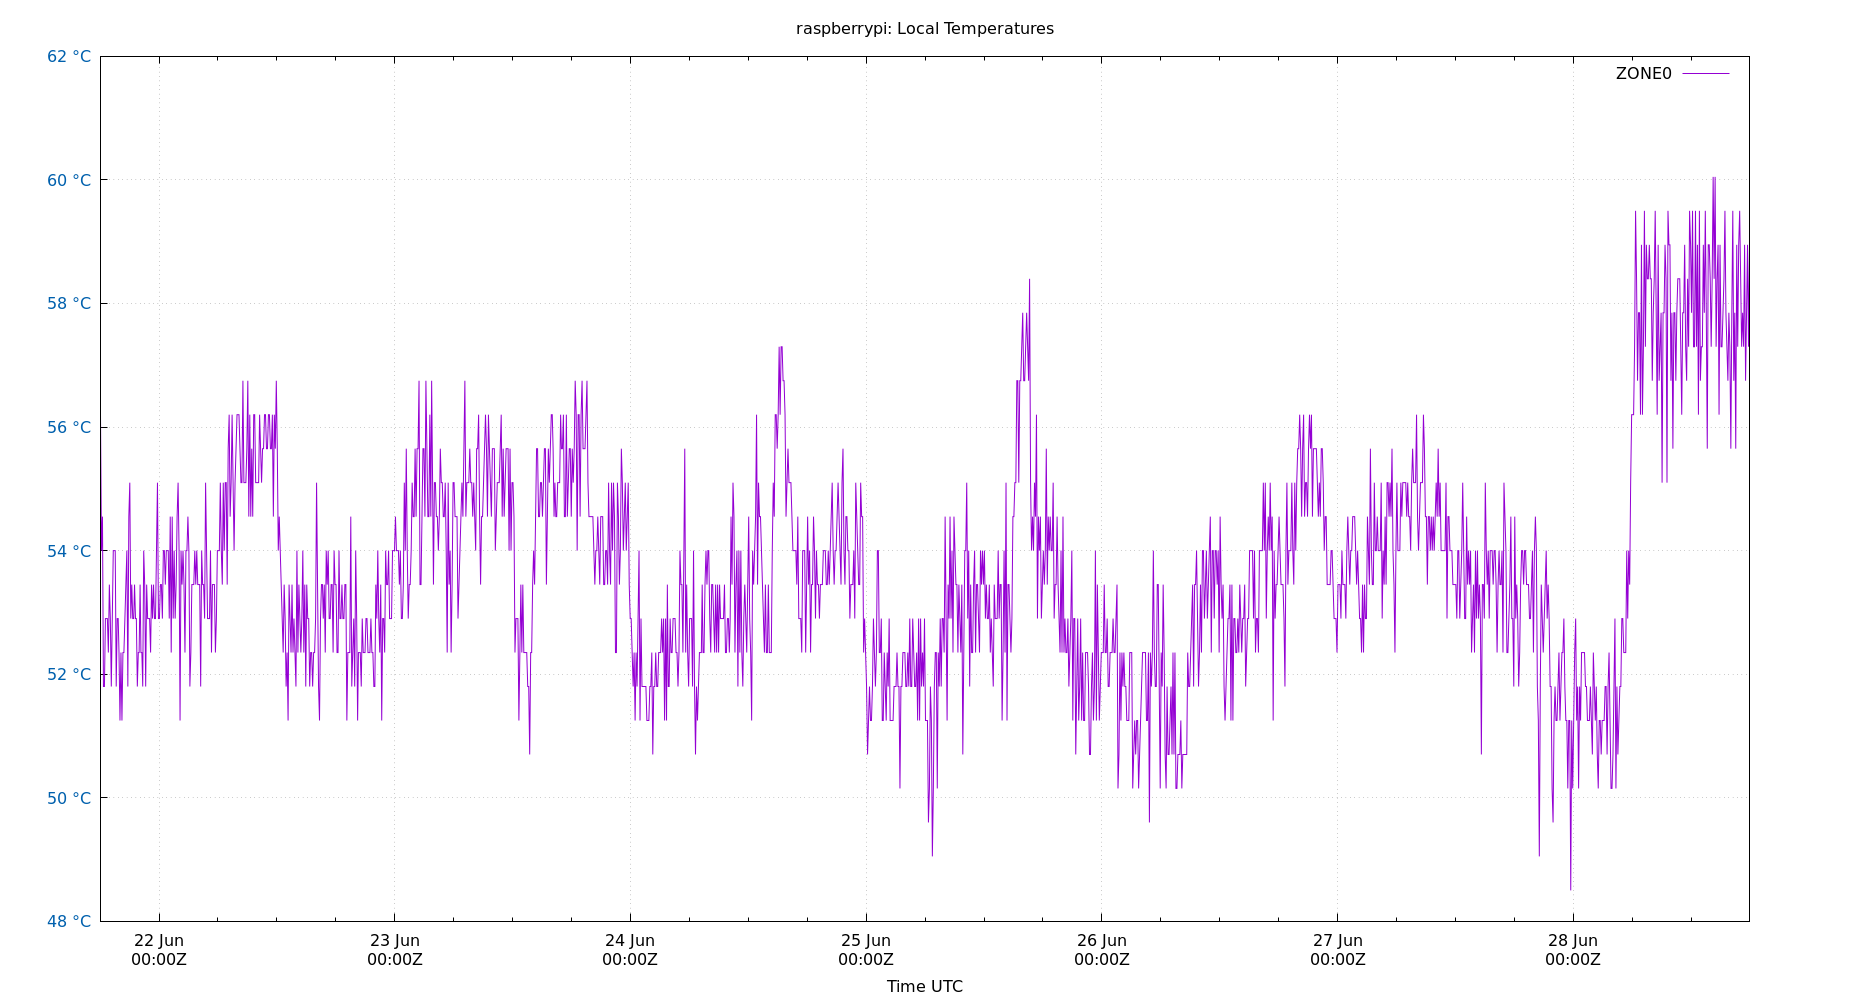 raspberrypi: Local Temperatures
62 °C
ZONE0
60 °C
58 °C
56 °C
54 °C
52 °C
50 °C
48 °C
22 Jun 23 Jun 24 Jun 25 Jun 26 Jun 27 Jun 28 Jun
00:00Z 00:00Z 00:00Z 00:00Z 00:00Z 00:00Z 00:00Z
Time UTC